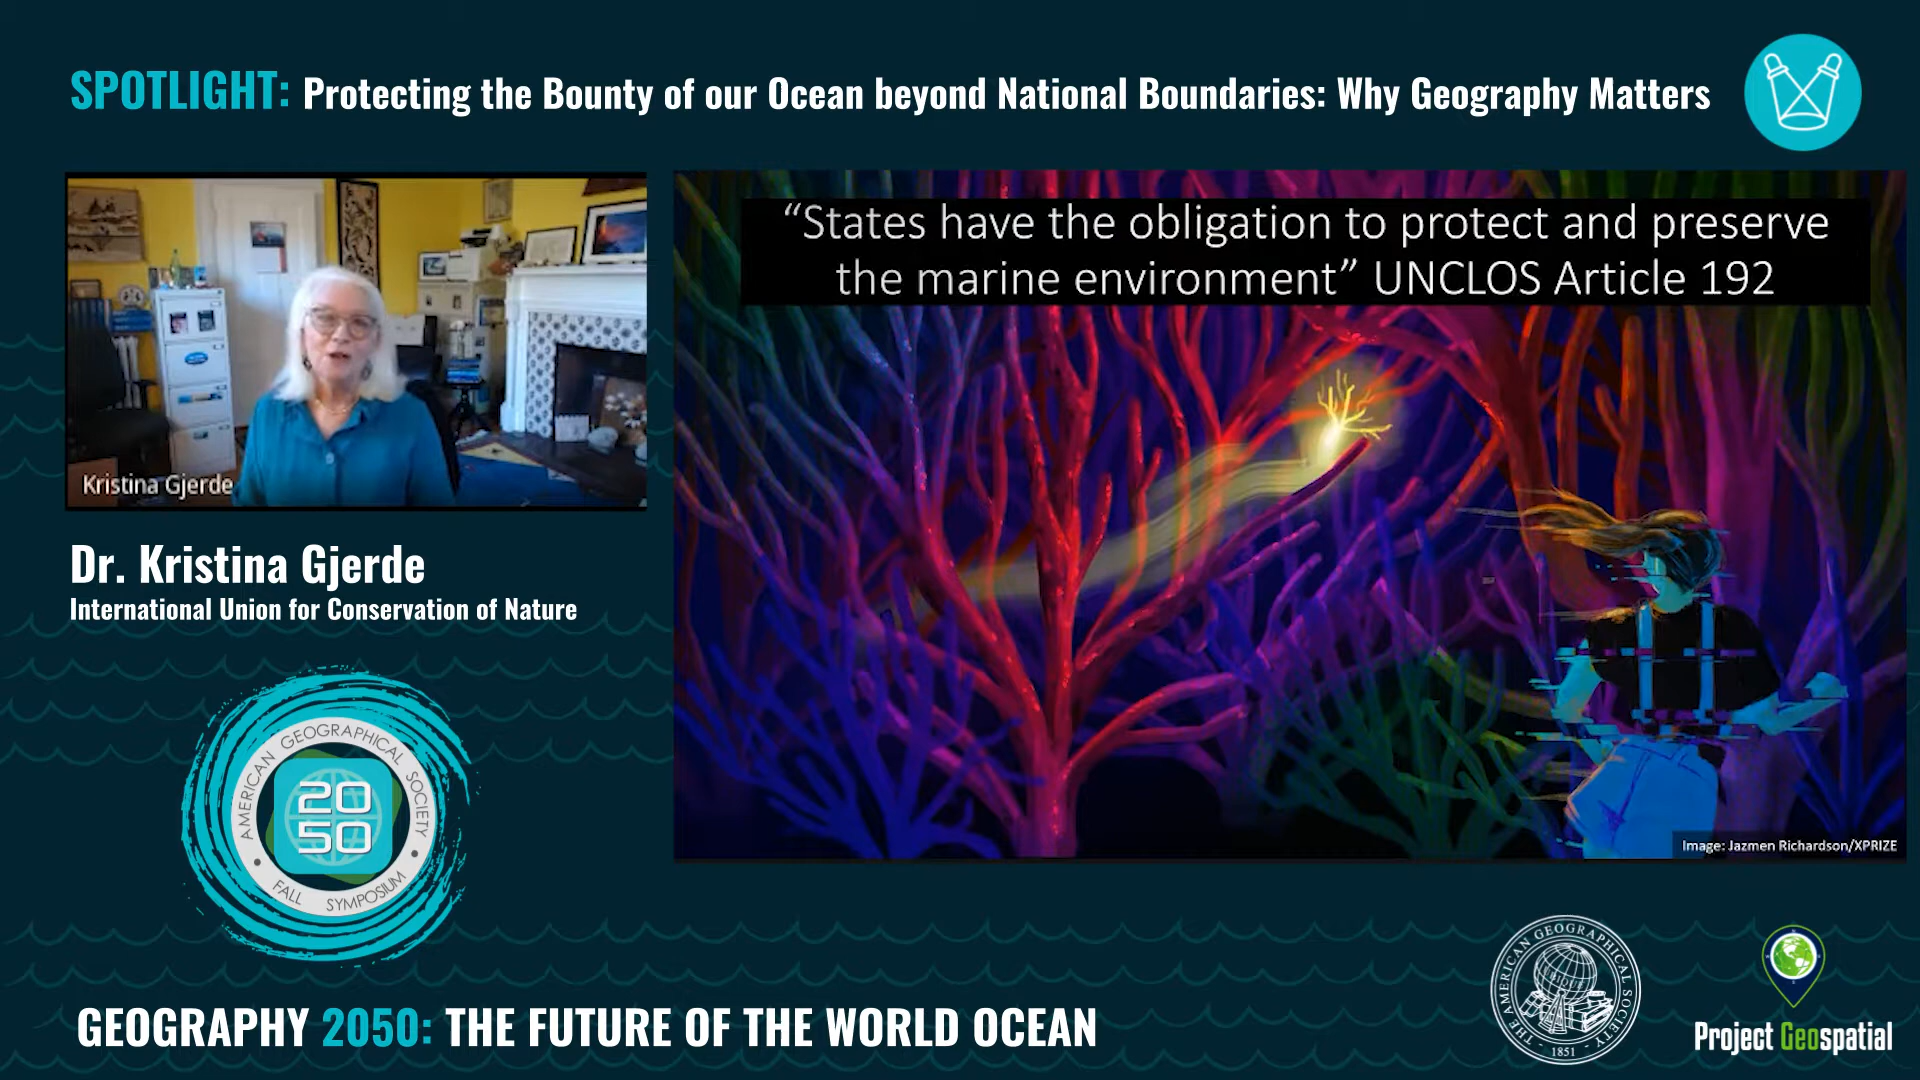 SPOTLIGHT: Protecting the Bounty of our Ocean beyond National Boundaries: Why Geography Matters
“States have the obligation to protect and preserve
the marine environment” UNCLOS Article 192
Kristina Gjerde
Dr. Kristina Gjerde
International Union for Conservation of Nature
AMERICAN GEOGRAPHICAL SOCIETY
20
50
FALL SYMPOSIUM
Image: Jazmen Richardson/XPRIZE
GEOGRAPHY 2050: THE FUTURE OF THE WORLD OCEAN
THE AMERICAN GEOGRAPHICAL SOCIETY
1851
Project Geospatial